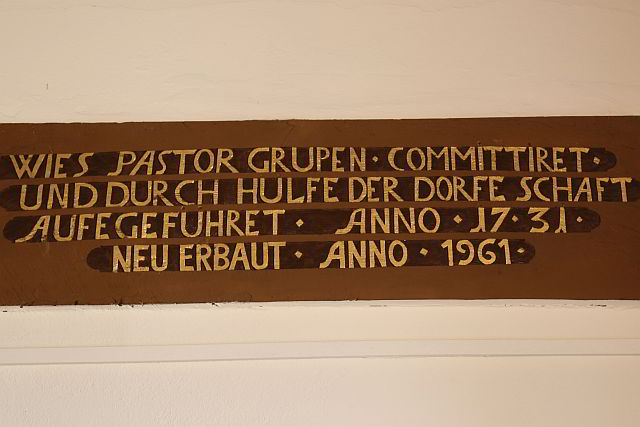 WIES PASTOR GRUPEN · COMMITTIRET ·
UND DURCH HULFE DER DORFE SCHAFT
AUFEGEFUHRET · ANNO · 17·31·
NEU ERBAUT · ANNO · 1961 ·